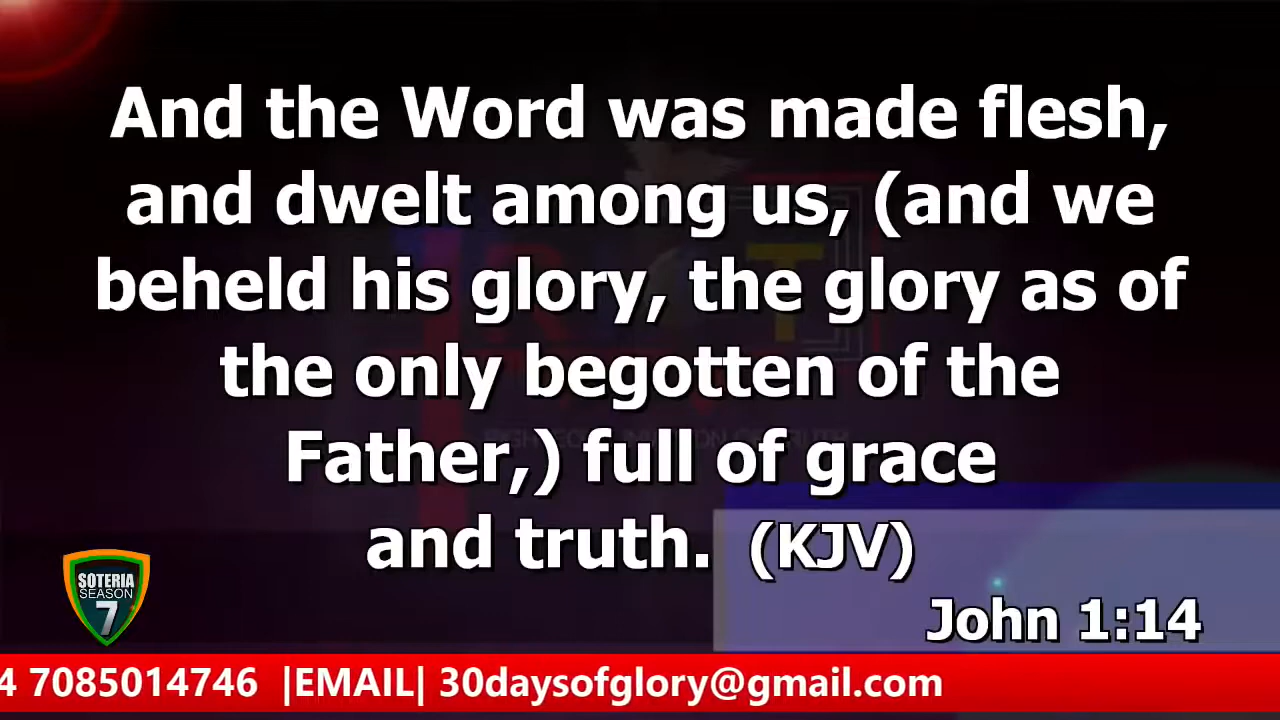 And the Word was made flesh,
and dwelt among us, (and we
beheld his glory, the glory as of
the only begotten of the
Father,) full of grace
and truth. (KJV)
John 1:14
SOTERIA
SEASON
7
4 7085014746 |EMAIL| 30daysofglory@gmail.com